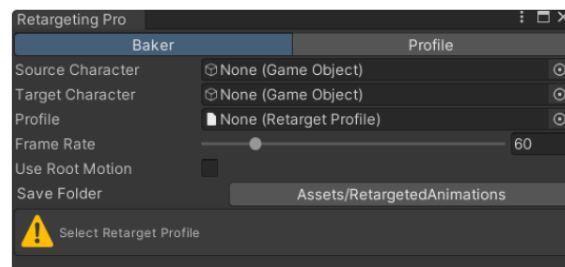 Retargeting Pro
Baker Profile
Source Character None (Game Object)
Target Character None (Game Object)
Profile None (Retarget Profile)
Frame Rate 60
Use Root Motion
Save Folder Assets/RetargetedAnimations
Select Retarget Profile